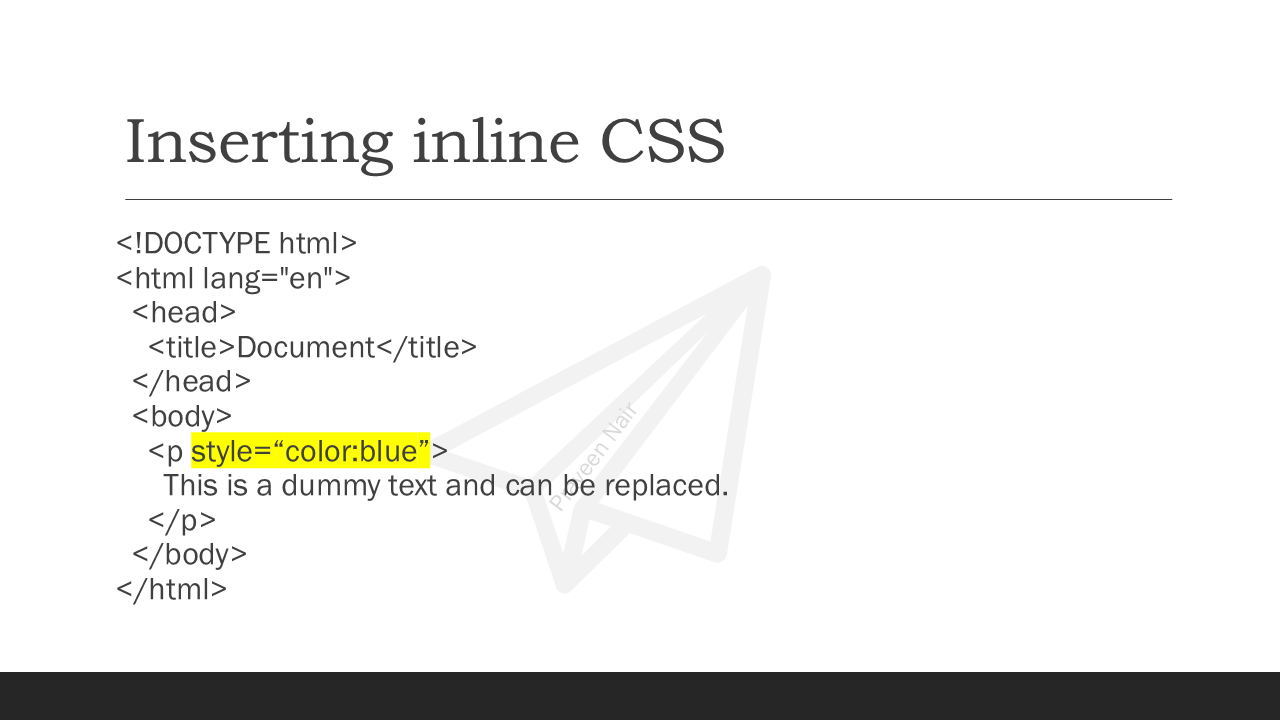 Inserting inline CSS
<!DOCTYPE html>
<html lang="en">
<head>
<title>Document</title>
</head>
<body>
<p style=“color:blue”>
This is a dummy text and can be replaced.
</p>
</body>
</html>
Praveen Nair